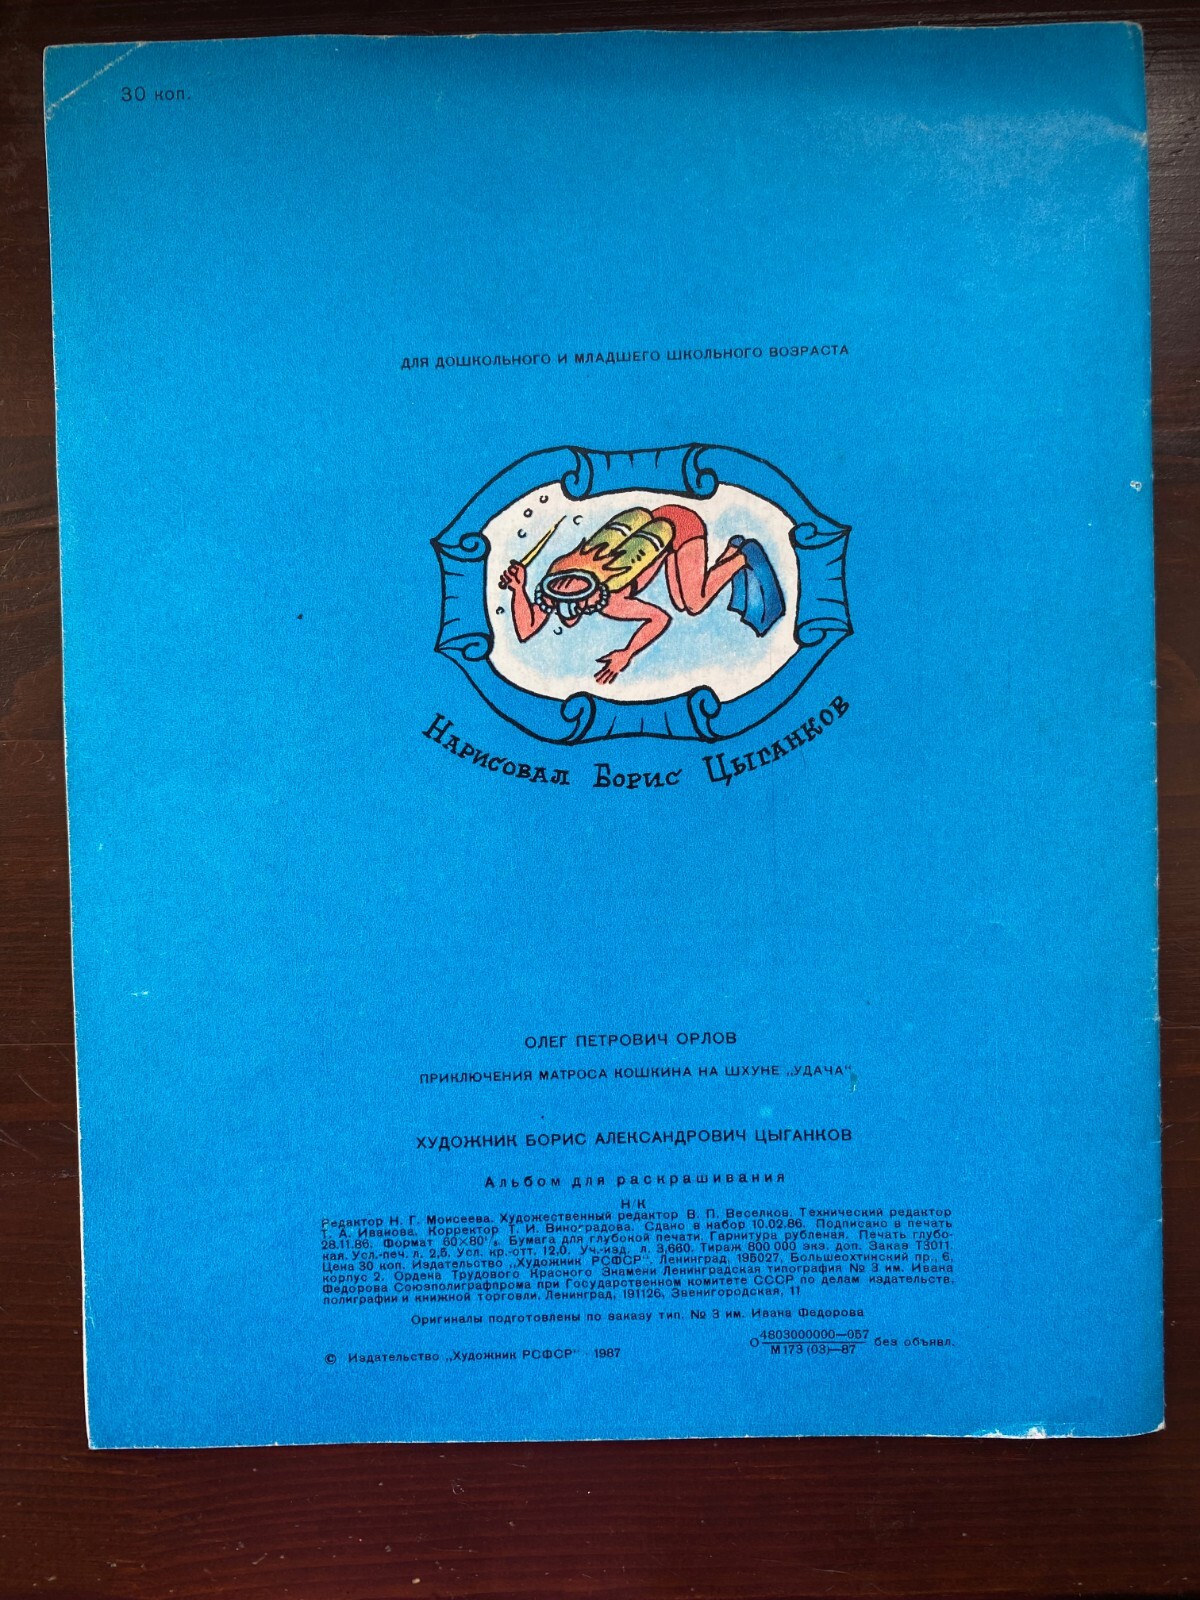 30 коп.
ДЛЯ ДОШКОЛЬНОГО И МЛАДШЕГО ШКОЛЬНОГО ВОЗРАСТА
Нарисовал Борис Цыганков
ОЛЕГ ПЕТРОВИЧ ОРЛОВ
ПРИКЛЮЧЕНИЯ МАТРОСА КОШКИНА НА ШХУНЕ „УДАЧА“
ХУДОЖНИК БОРИС АЛЕКСАНДРОВИЧ ЦЫГАНКОВ
Альбом для раскрашивания
Н/К
Редактор Н. Г. Моисеева. Художественный редактор В. П. Веселков. Технический редактор
Т. А. Иванова. Корректор Т. И. Виноградова. Сдано в набор 10.02.86. Подписано в печать
28.11.86. Формат 60×80¹/₈. Бумага для глубокой печати. Гарнитура рубленая. Печать глубо-
кая. Усл.-печ. л. 2,5. Усл. кр.-отт. 12,0. Уч.-изд. л. 3,660. Тираж 800 000 экз. доп. Заказ Т3011.
Цена 30 коп. Издательство „Художник РСФСР“. Ленинград, 195027, Большеохтинский пр., 6,
корпус 2. Ордена Трудового Красного Знамени Ленинградская типография № 3 им. Ивана
Федорова Союзполиграфпрома при Государственном комитете СССР по делам издательств,
полиграфии и книжной торговли. Ленинград, 191126, Звенигородская, 11
Оригиналы подготовлены по заказу тип. № 3 им. Ивана Федорова
О 4803000000—057
М173 (03)—87 без объявл.
© Издательство „Художник РСФСР“ 1987